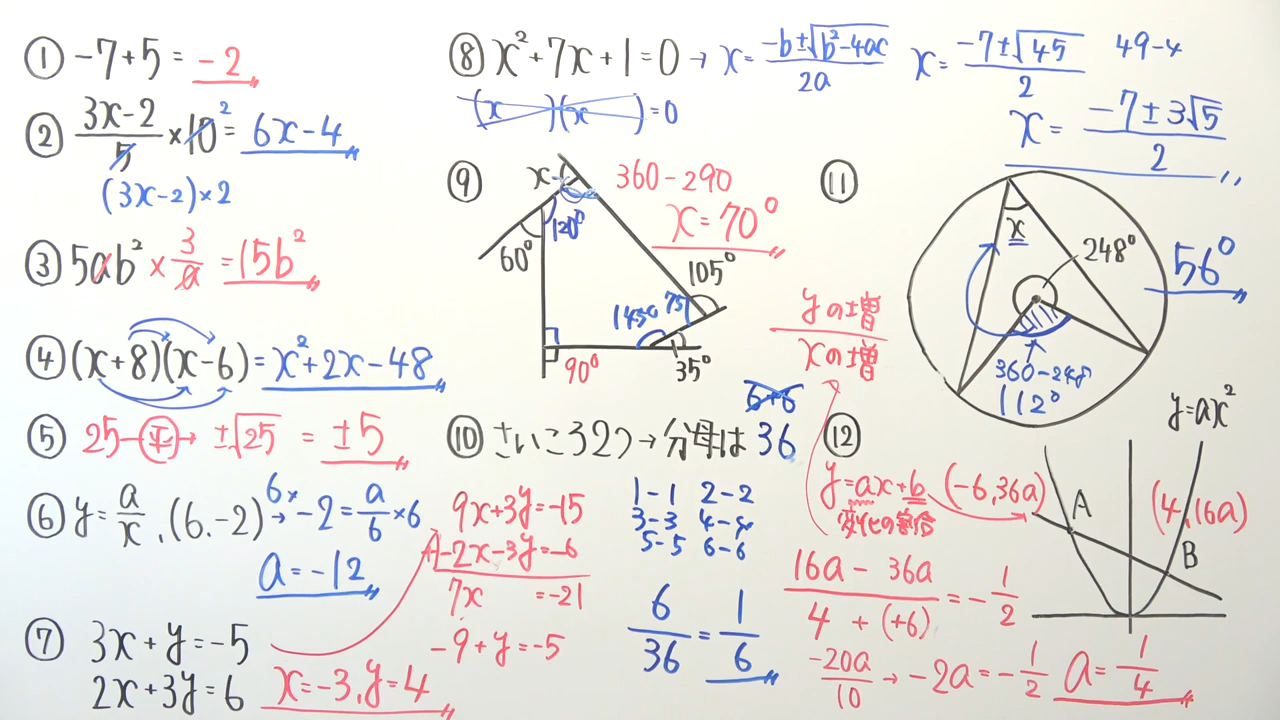 ① -7+5= -2
② (3x-2)/5 ×10 ² = 6x-4
(3x-2)×2
③ 5ab² × 3/a = 15b²
④ (x+8)(x-6)= x²+2x-48
⑤ 25→㊉→ ±√25 = ±5
⑥ y=a/x, (6.-2) → 6× -2=a/6 ×6
a=-12
⑦ 3x+y=-5
2x+3y=6
x=-3.y=4
9x+3y=-15
-2x-3y=-6
7x =-21
-9+y=-5
⑧ x²+7x+1=0 → x= (-b±√b²-4ac)/2a
(x )(x )=0
x= (-7±√45)/2 49-4
x= (-7±3√5)/2
⑨ x
360-290
x=70°
120°
60°
105°
75
145°
90°
35°
⑩ さいころ2つ→分母は36
6+6
1-1 2-2
3-3 4-4
5-5 6-6
6/36 = 1/6
⑪ x
248°
56°
360-248
112°
yの増
xの増
⑫ y=ax²
y=ax+b (-6,36a) A (4,16a)
変化の割合
B
(16a-36a)/(4+(+6)) = -1/2
-20a/10 → -2a=-1/2 a=1/4